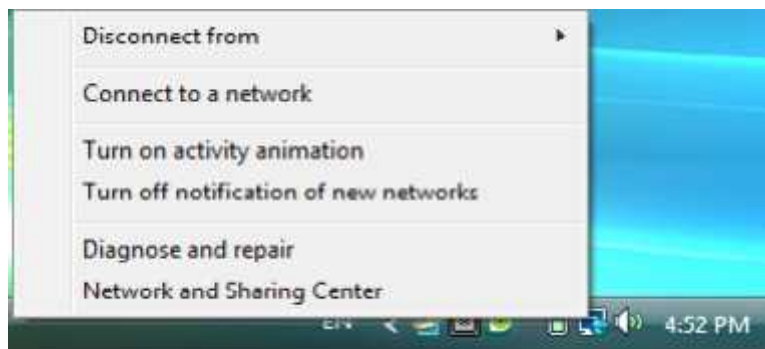 Disconnect from
Connect to a network
Turn on activity animation
Turn off notification of new networks
Diagnose and repair
Network and Sharing Center
EN
4:52 PM